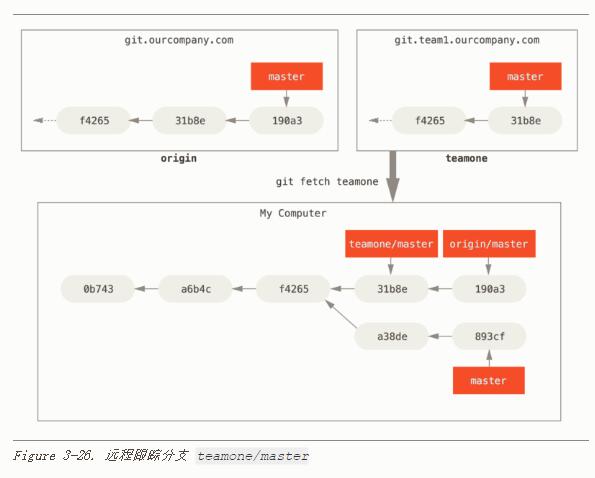 git.ourcompany.com
git.team1.ourcompany.com
master
master
f4265
31b8e
190a3
f4265
31b8e
origin
teamone
git fetch teamone
My Computer
teamone/master
origin/master
0b743
a6b4c
f4265
31b8e
190a3
a38de
893cf
master
Figure 3-26. 远程跟踪分支 teamone/master